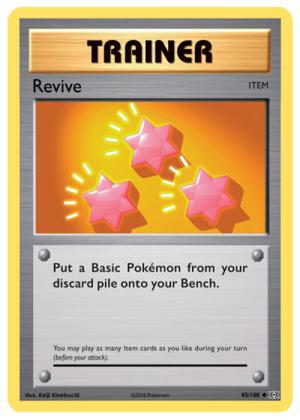 TRAINER
Revive
ITEM
Put a Basic Pokémon from your
discard pile onto your Bench.
You may play as many Item cards as you like during your turn
(before your attack).
Illus. Keiji Kinebuchi
©2016 Pokémon
85/108